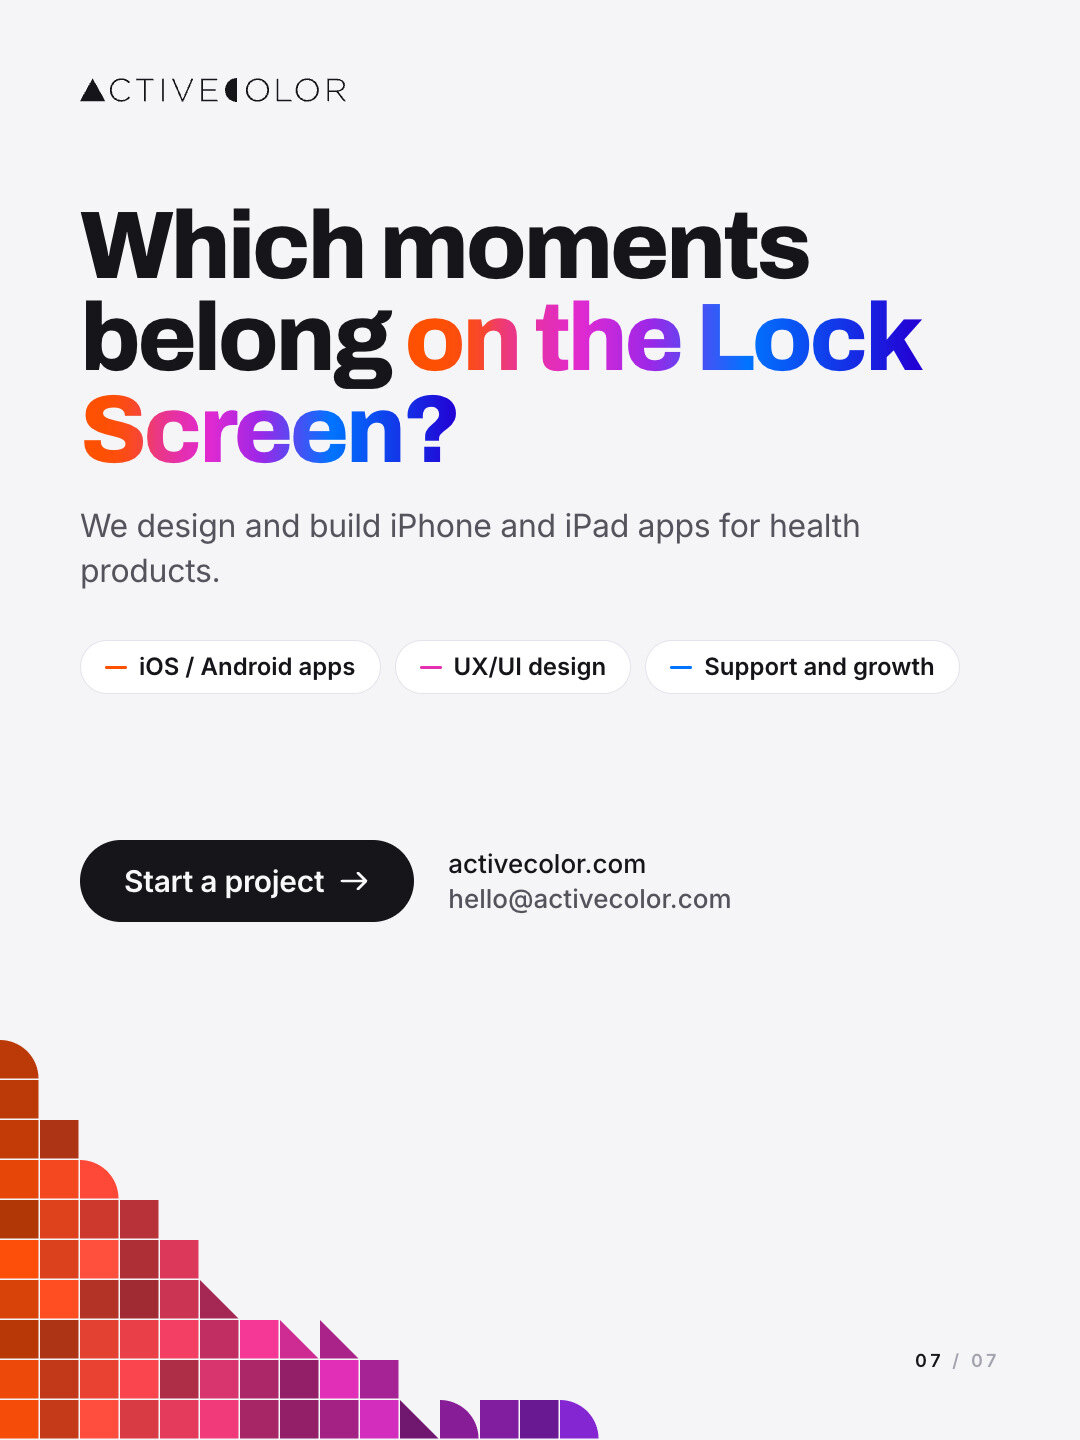 ACTIVECOLOR
Which moments
belong on the Lock
Screen?
We design and build iPhone and iPad apps for health
products.
iOS / Android apps
UX/UI design
Support and growth
Start a project →
activecolor.com
hello@activecolor.com
07 / 07